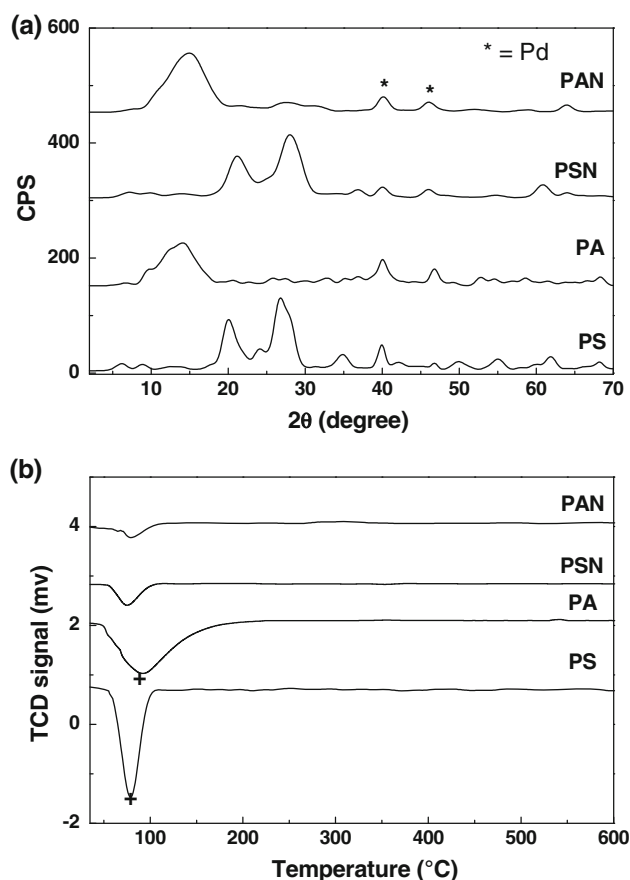 (a)
600
400
200
0
CPS
* = Pd
PAN
*
*
PSN
PA
PS
10
20
30
40
50
60
70
2θ (degree)
(b)
4
2
0
-2
TCD signal (mv)
PAN
PSN
PA
PS
+
+
100
200
300
400
500
600
Temperature (°C)